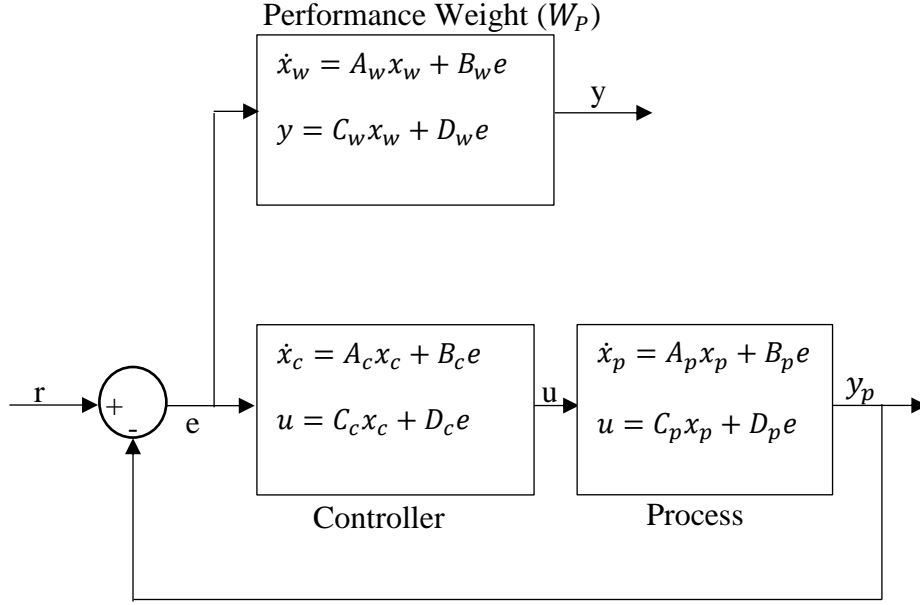 Performance Weight (W_P)
ẋ_w = A_w x_w + B_w e
y
y = C_w x_w + D_w e
ẋ_c = A_c x_c + B_c e
ẋ_p = A_p x_p + B_p e
r
+
-
e
u
y_p
u = C_c x_c + D_c e
u = C_p x_p + D_p e
Controller
Process